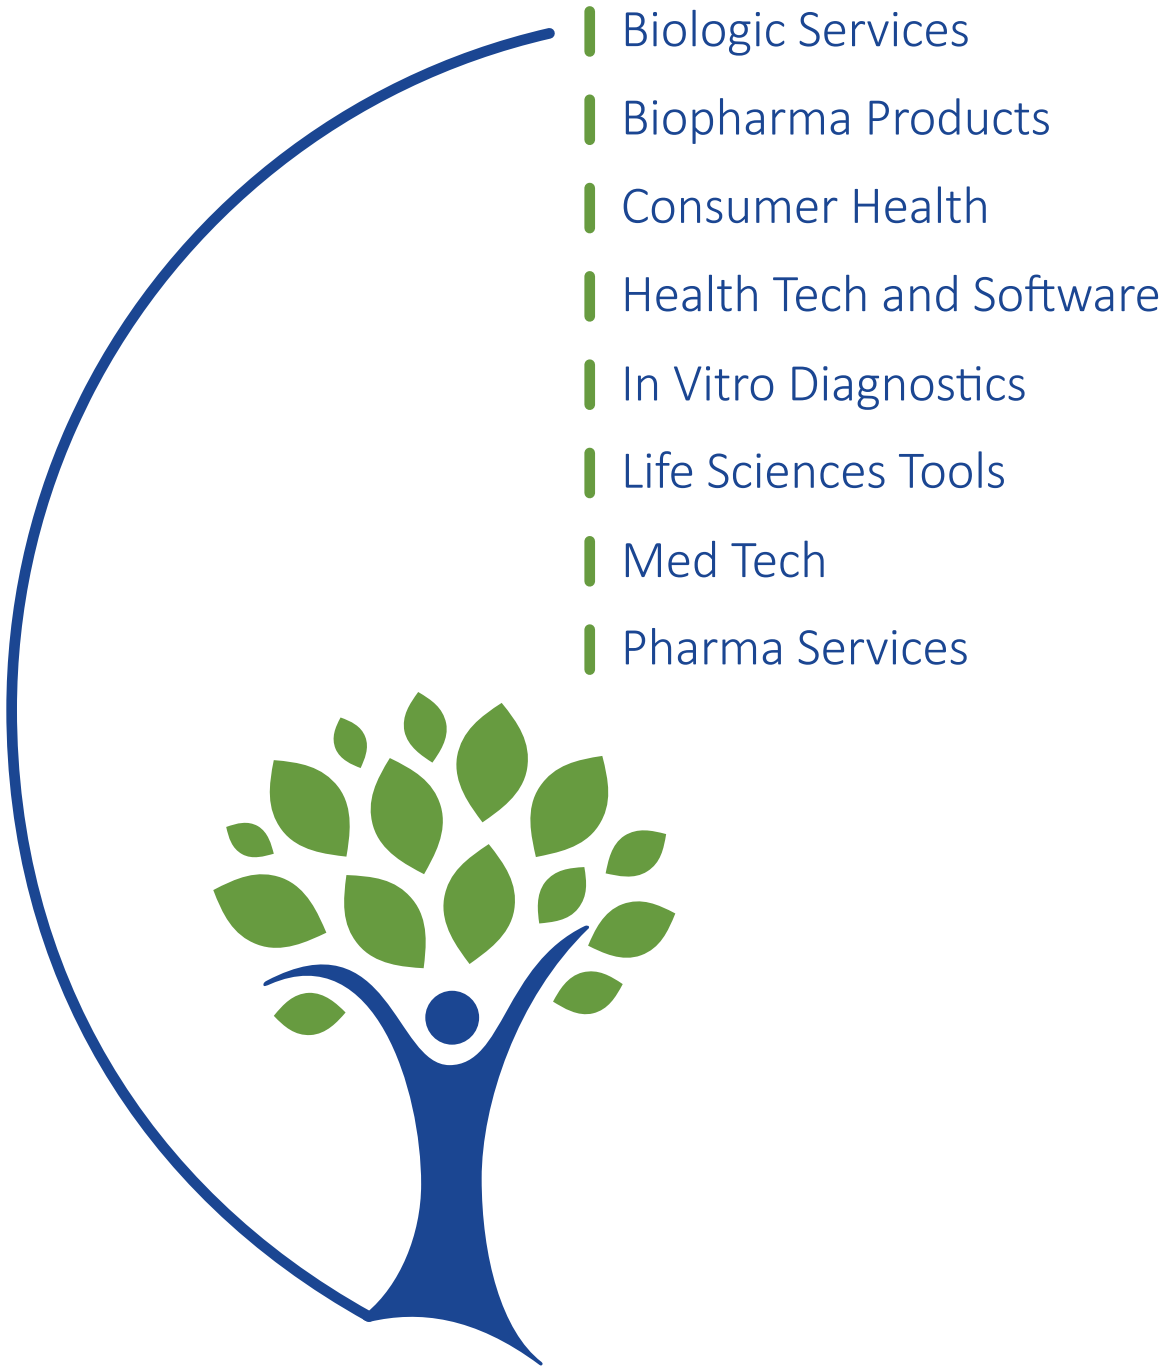 Biologic Services
Biopharma Products
Consumer Health
Health Tech and Software
In Vitro Diagnostics
Life Sciences Tools
Med Tech
Pharma Services